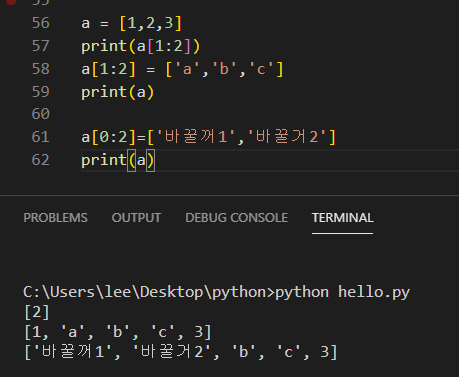 56 a = [1,2,3]
57 print(a[1:2])
58 a[1:2] = ['a','b','c']
59 print(a)
60
61 a[0:2]=['바꿀꺼1','바꿀거2']
62 print(a)
PROBLEMS OUTPUT DEBUG CONSOLE TERMINAL
C:\Users\lee\Desktop\python>python hello.py
[2]
[1, 'a', 'b', 'c', 3]
['바꿀꺼1', '바꿀거2', 'b', 'c', 3]